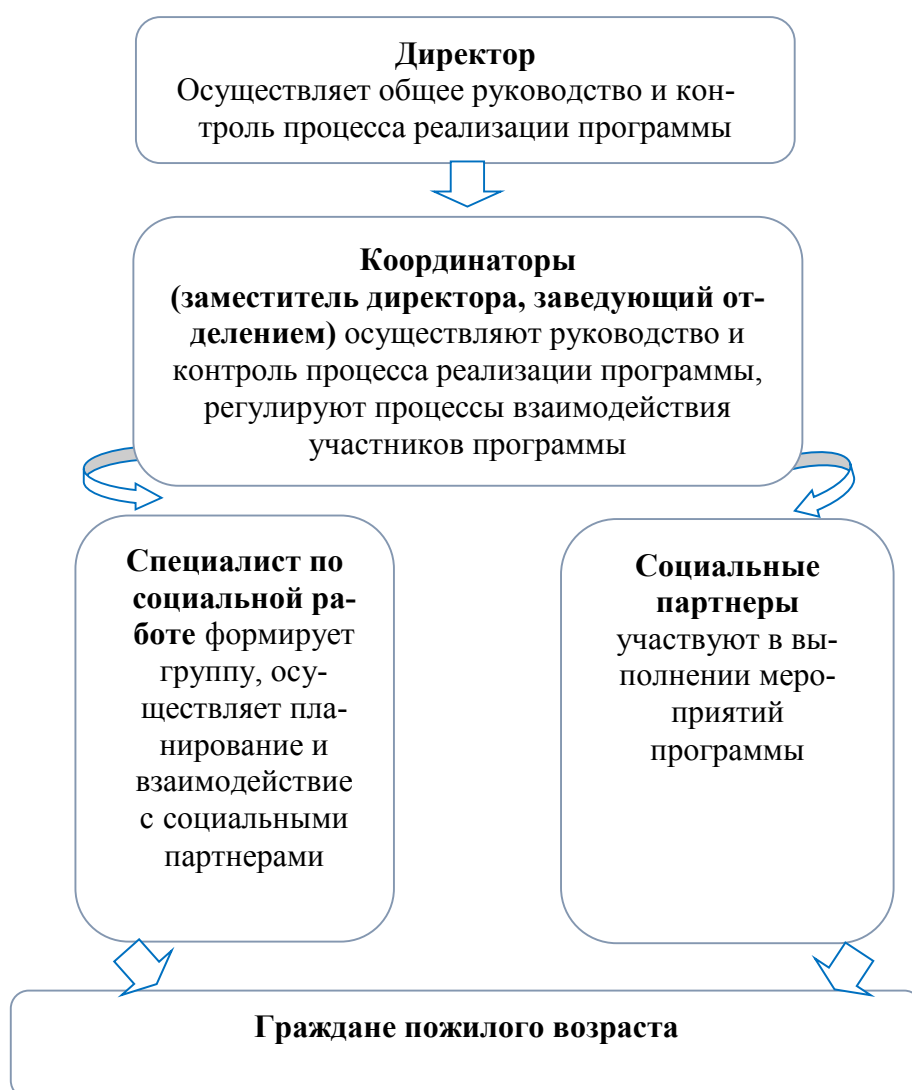 Директор
Осуществляет общее руководство и кон-
троль процесса реализации программы
Координаторы
(заместитель директора, заведующий от-
делением) осуществляют руководство и
контроль процесса реализации программы,
регулируют процессы взаимодействия
участников программы
Специалист по
социальной ра-
боте формирует
группу, осу-
ществляет пла-
нирование и
взаимодействие
с социальными
партнерами
Социальные
партнеры
участвуют в вы-
полнении меро-
приятий
программы
Граждане пожилого возраста